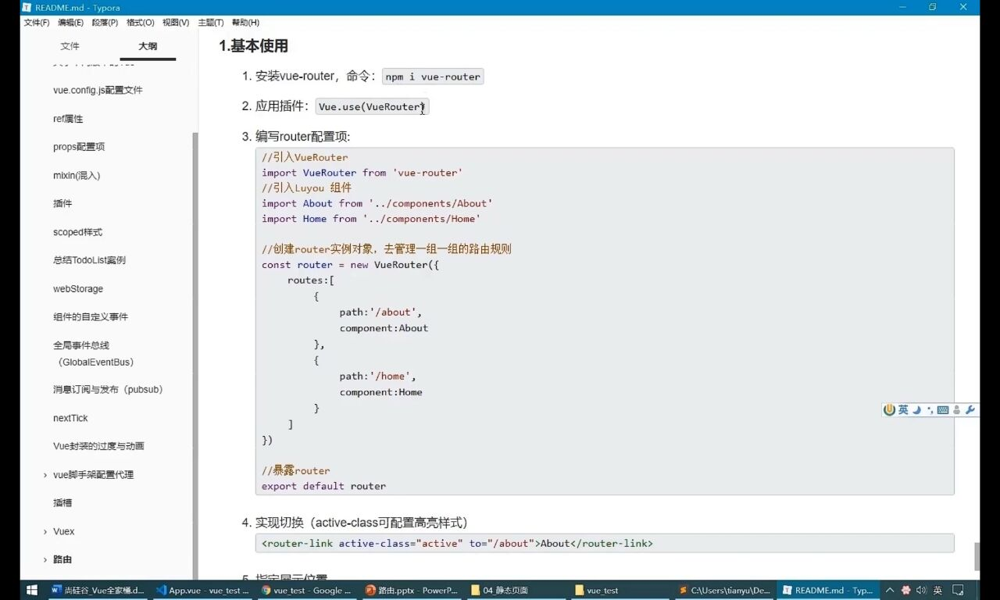 README.md - Typora
文件(F) 编辑(E) 段落(P) 格式(O) 视图(V) 主题(T) 帮助(H)
文件 大纲
vue.config.js配置文件
ref属性
props配置项
mixin(混入)
插件
scoped样式
总结TodoList案例
webStorage
组件的自定义事件
全局事件总线
（GlobalEventBus）
消息订阅与发布（pubsub）
nextTick
Vue封装的过度与动画
vue脚手架配置代理
插槽
Vuex
路由
1.基本使用
1. 安装vue-router，命令：npm i vue-router
2. 应用插件：Vue.use(VueRouter)
3. 编写router配置项:
//引入VueRouter
import VueRouter from 'vue-router'
//引入Luyou 组件
import About from '../components/About'
import Home from '../components/Home'
//创建router实例对象，去管理一组一组的路由规则
const router = new VueRouter({
routes:[
{
path:'/about',
component:About
},
{
path:'/home',
component:Home
}
]
})
//暴露router
export default router
4. 实现切换（active-class可配置高亮样式）
<router-link active-class="active" to="/about">About</router-link>
5. 指定展示位置
英
尚硅谷_Vue全家桶.d... App.vue - vue_test ... vue_test - Google ... 路由.pptx - PowerP... 04_静态页面 vue_test C:\Users\tianyu\De... README.md - Typ... 英